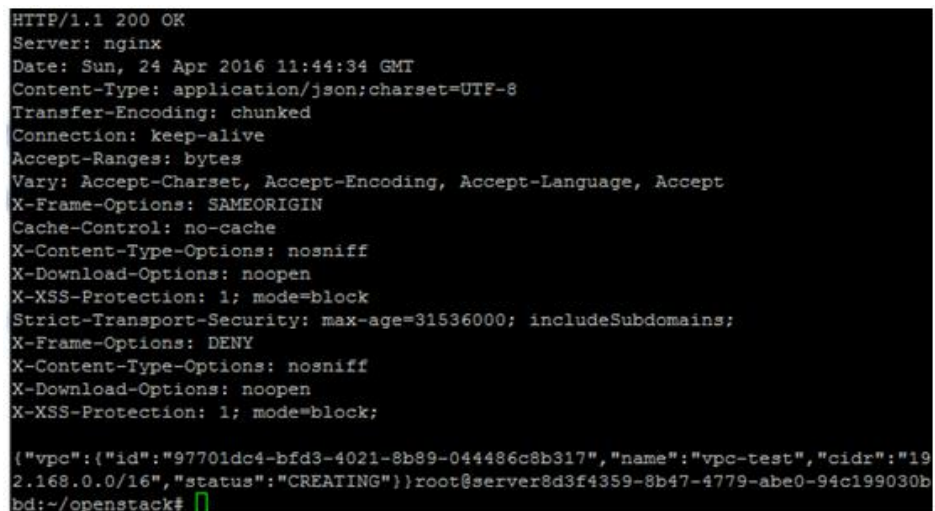 HTTP/1.1 200 OK
Server: nginx
Date: Sun, 24 Apr 2016 11:44:34 GMT
Content-Type: application/json;charset=UTF-8
Transfer-Encoding: chunked
Connection: keep-alive
Accept-Ranges: bytes
Vary: Accept-Charset, Accept-Encoding, Accept-Language, Accept
X-Frame-Options: SAMEORIGIN
Cache-Control: no-cache
X-Content-Type-Options: nosniff
X-Download-Options: noopen
X-XSS-Protection: 1; mode=block
Strict-Transport-Security: max-age=31536000; includeSubdomains;
X-Frame-Options: DENY
X-Content-Type-Options: nosniff
X-Download-Options: noopen
X-XSS-Protection: 1; mode=block;
{"vpc":{"id":"97701dc4-bfd3-4021-8b89-044486c8b317","name":"vpc-test","cidr":"19
2.168.0.0/16","status":"CREATING"}}root@server8d3f4359-8b47-4779-abe0-94c199030b
bd:~/openstack#